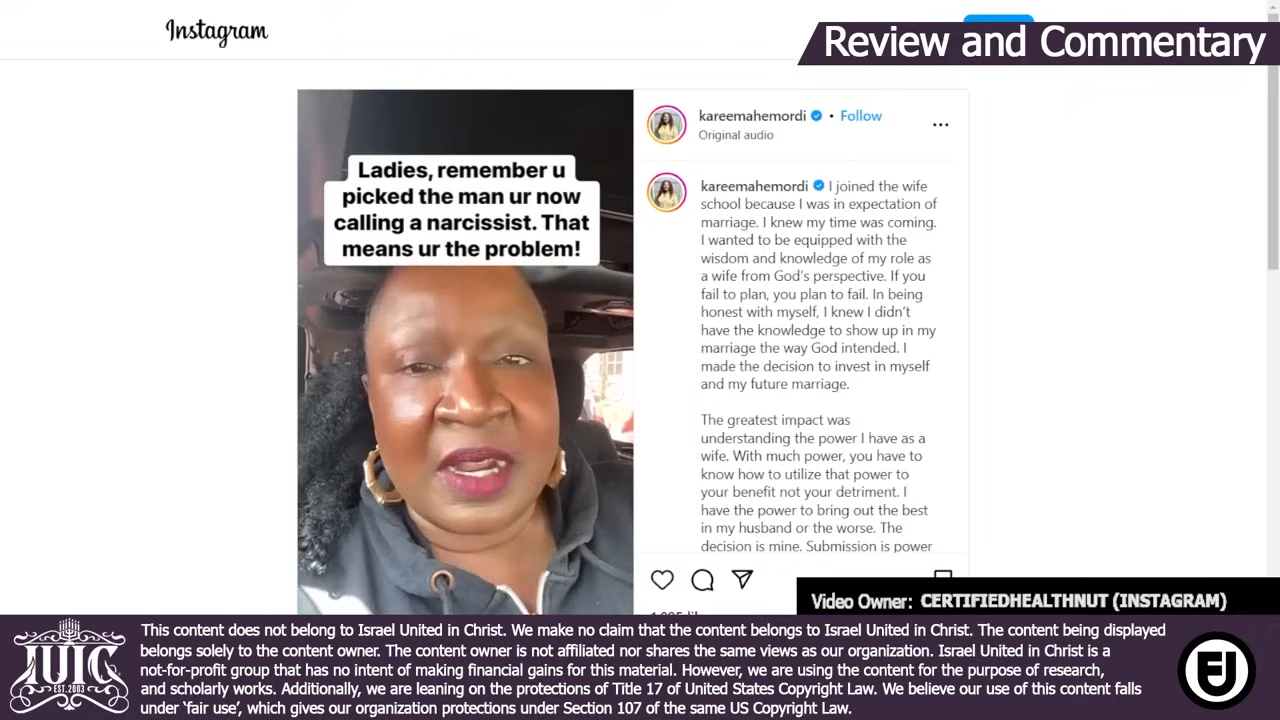 Instagram
Review and Commentary
Ladies, remember u
picked the man ur now
calling a narcissist. That
means ur the problem!
kareemahemordi • Follow
Original audio
kareemahemordi I joined the wife
school because I was in expectation of
marriage. I knew my time was coming.
I wanted to be equipped with the
wisdom and knowledge of my role as
a wife from God's perspective. If you
fail to plan, you plan to fail. In being
honest with myself, I knew I didn't
have the knowledge to show up in my
marriage the way God intended. I
made the decision to invest in myself
and my future marriage.
The greatest impact was
understanding the power I have as a
wife. With much power, you have to
know how to utilize that power to
your benefit not your detriment. I
have the power to bring out the best
in my husband or the worse. The
decision is mine. Submission is power
Video Owner: CERTIFIEDHEALTHNUT (INSTAGRAM)
IUIC
EST. 2003
This content does not belong to Israel United in Christ. We make no claim that the content belongs to Israel United in Christ. The content being displayed
belongs solely to the content owner. The content owner is not affiliated nor shares the same views as our organization. Israel United in Christ is a
not-for-profit group that has no intent of making financial gains for this material. However, we are using the content for the purpose of research,
and scholarly works. Additionally, we are leaning on the protections of Title 17 of United States Copyright Law. We believe our use of this content falls
under 'fair use', which gives our organization protections under Section 107 of the same US Copyright Law.